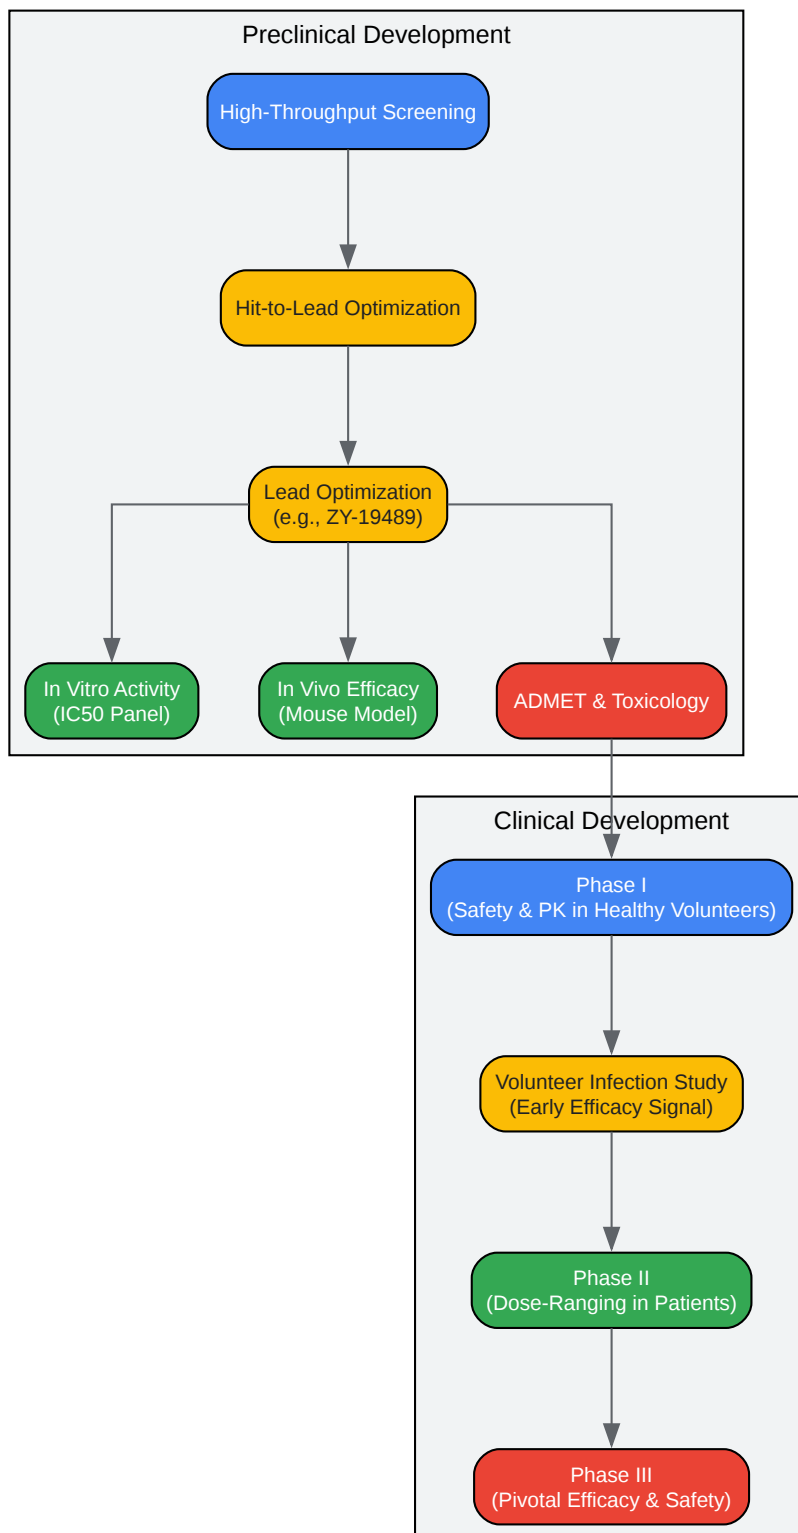 Preclinical Development
High-Throughput Screening
Hit-to-Lead Optimization
Lead Optimization
(e.g., ZY-19489)
In Vitro Activity
(IC50 Panel)
In Vivo Efficacy
(Mouse Model)
ADMET & Toxicology
Clinical Development
Phase I
(Safety & PK in Healthy Volunteers)
Volunteer Infection Study
(Early Efficacy Signal)
Phase II
(Dose-Ranging in Patients)
Phase III
(Pivotal Efficacy & Safety)